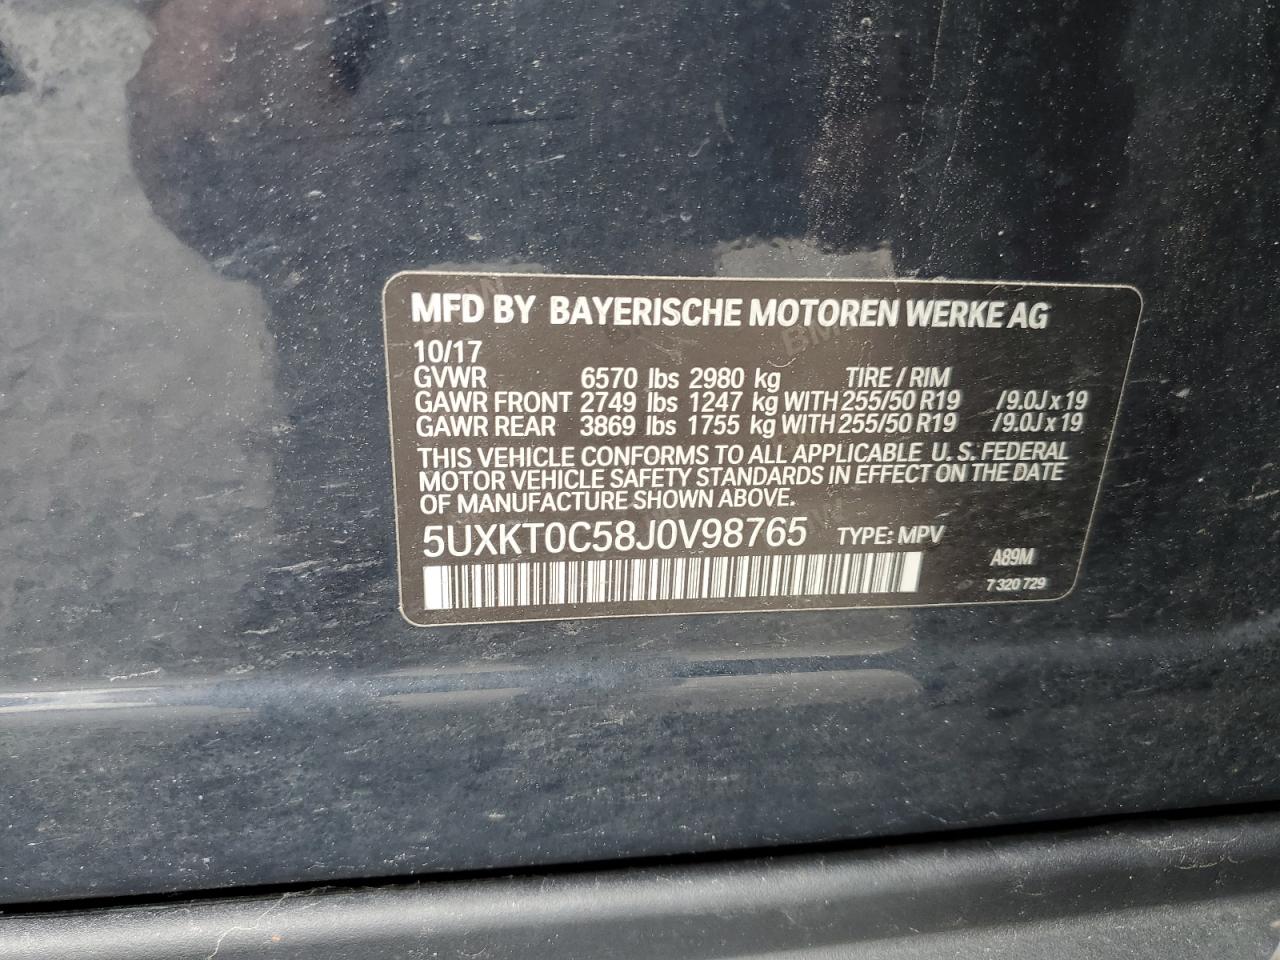 MFD BY BAYERISCHE MOTOREN WERKE AG
10/17
GVWR 6570 lbs 2980 kg TIRE / RIM
GAWR FRONT 2749 lbs 1247 kg WITH 255/50 R19 /9.0J x 19
GAWR REAR 3869 lbs 1755 kg WITH 255/50 R19 /9.0J x 19
THIS VEHICLE CONFORMS TO ALL APPLICABLE U.S. FEDERAL
MOTOR VEHICLE SAFETY STANDARDS IN EFFECT ON THE DATE
OF MANUFACTURE SHOWN ABOVE.
5UXKT0C58J0V98765 TYPE: MPV
A89M
7 320 729